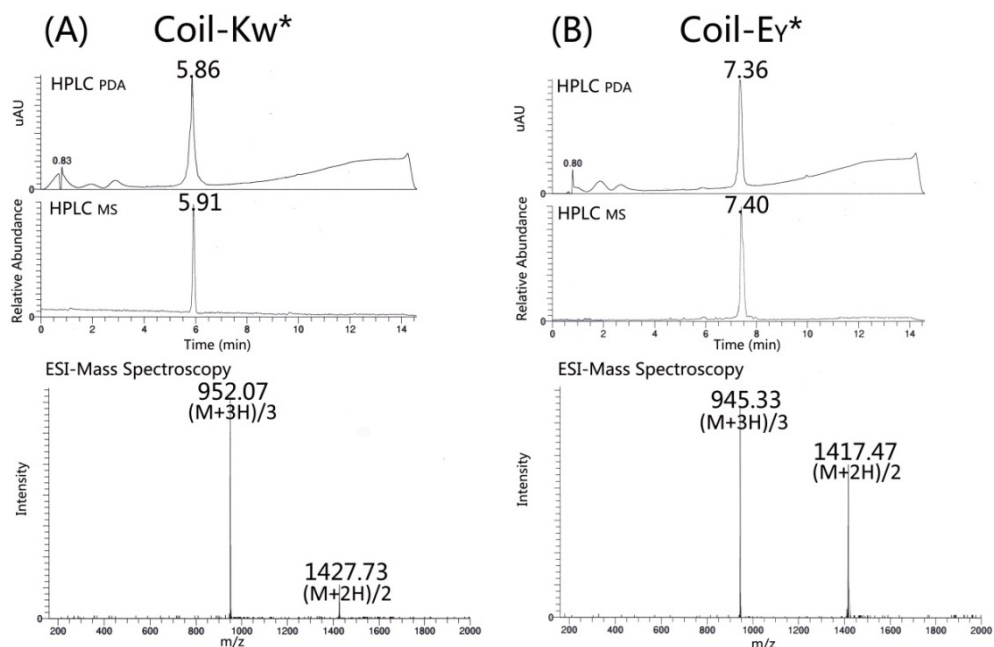 (A) Coil-Kw*
HPLC PDA
5.86
uAU
0.83
0
HPLC MS
5.91
Relative Abundance
0
0 2 4 6 8 10 12 14
Time (min)
ESI-Mass Spectroscopy
952.07
(M+3H)/3
Intensity
1427.73
(M+2H)/2
0
200 400 600 800 1000 1200 1400 1600 1800 2000
m/z
(B) Coil-EY*
HPLC PDA
7.36
uAU
0.80
0
HPLC MS
7.40
Relative Abundance
0
0 2 4 6 8 10 12 14
Time (min)
ESI-Mass Spectroscopy
945.33
(M+3H)/3
1417.47
(M+2H)/2
Intensity
0
200 400 600 800 1000 1200 1400 1600 1800 2000
m/z